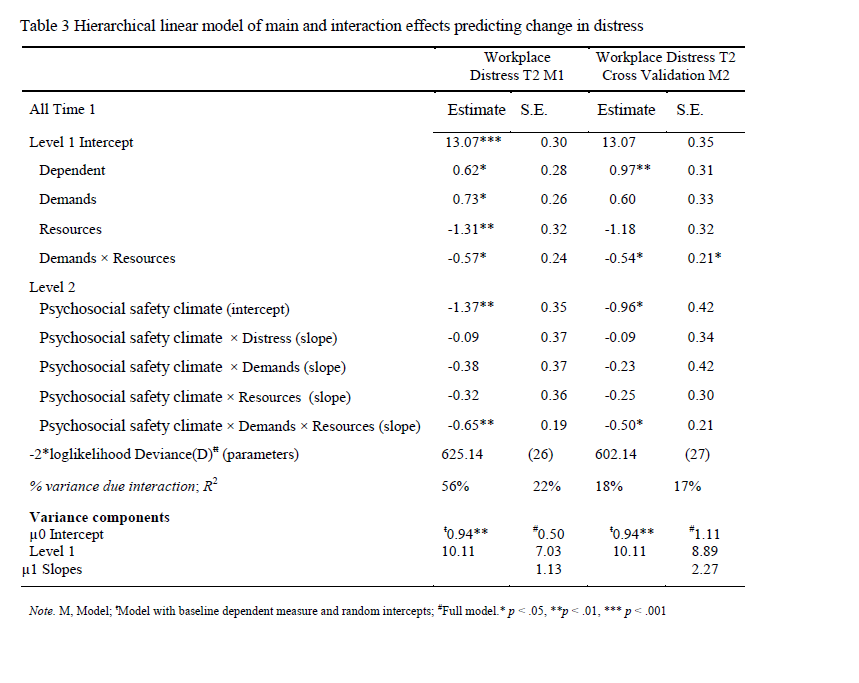 Table 3 Hierarchical linear model of main and interaction effects predicting change in distress
Workplace Distress T2 M1 Workplace Distress T2 Cross Validation M2
All Time 1 Estimate S.E. Estimate S.E.
Level 1 Intercept 13.07*** 0.30 13.07 0.35
Dependent 0.62* 0.28 0.97** 0.31
Demands 0.73* 0.26 0.60 0.33
Resources -1.31** 0.32 -1.18 0.32
Demands × Resources -0.57* 0.24 -0.54* 0.21*
Level 2
Psychosocial safety climate (intercept) -1.37** 0.35 -0.96* 0.42
Psychosocial safety climate × Distress (slope) -0.09 0.37 -0.09 0.34
Psychosocial safety climate × Demands (slope) -0.38 0.37 -0.23 0.42
Psychosocial safety climate × Resources (slope) -0.32 0.36 -0.25 0.30
Psychosocial safety climate × Demands × Resources (slope) -0.65** 0.19 -0.50* 0.21
-2*loglikelihood Deviance(D)# (parameters) 625.14 (26) 602.14 (27)
% variance due interaction; R2 56% 22% 18% 17%
Variance components
µ0 Intercept ŧ0.94** #0.50 ŧ0.94** #1.11
Level 1 10.11 7.03 10.11 8.89
µ1 Slopes 1.13 2.27
Note. M, Model; ŧModel with baseline dependent measure and random intercepts; #Full model.* p < .05, **p < .01, *** p < .001